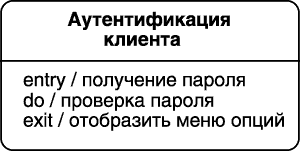 Аутентификация
клиента
entry / получение пароля
do / проверка пароля
exit / отобразить меню опций